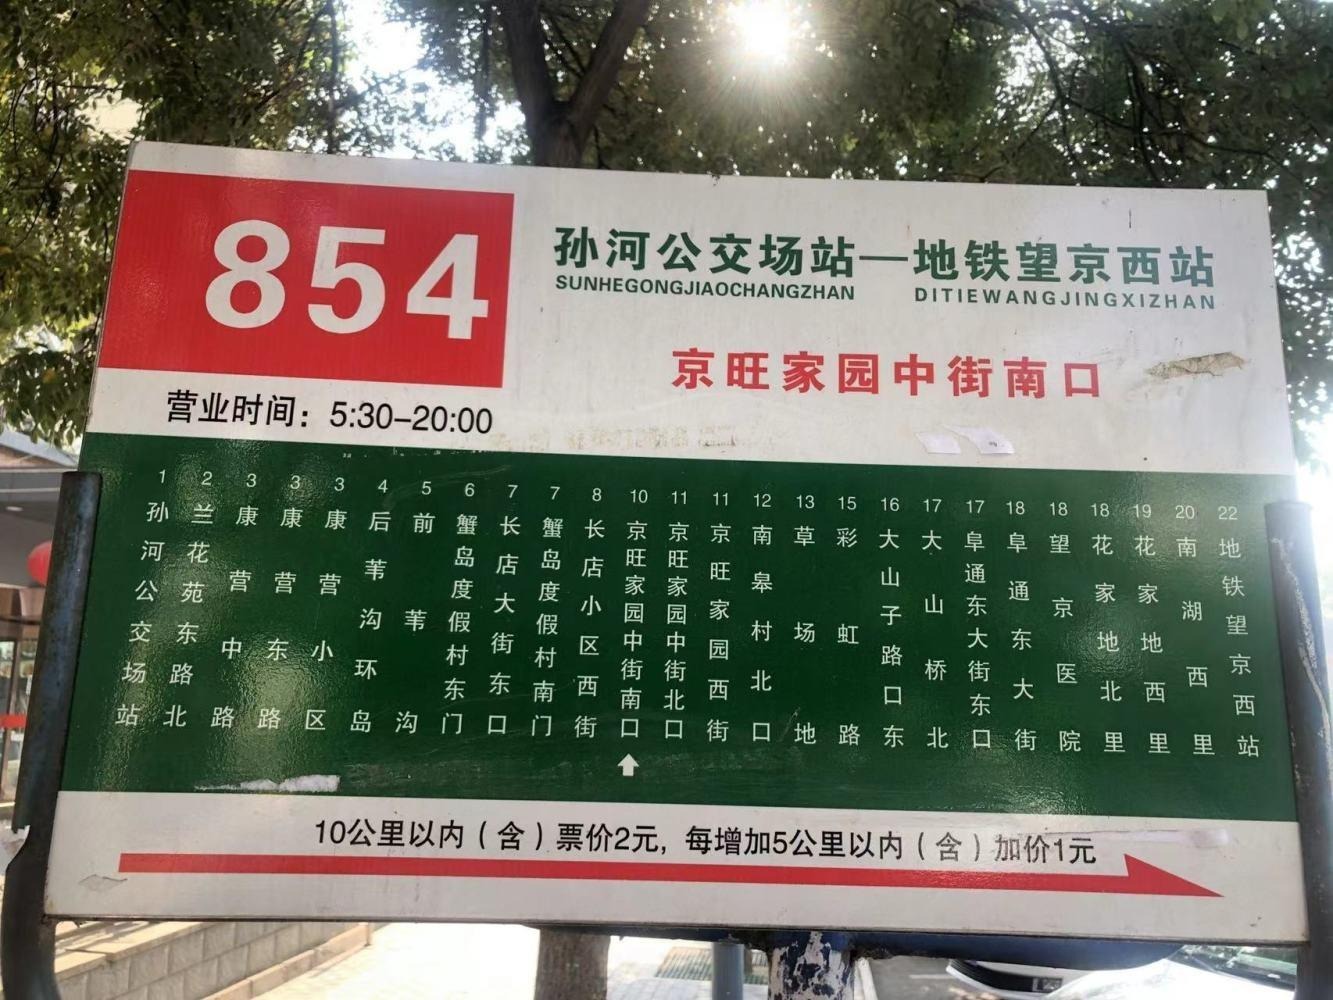 854
孙河公交场站—地铁望京西站
SUNHEGONGJIAOCHANGZHAN DITIEWANGJINGXIZHAN
京旺家园中街南口
营业时间：5:30–20:00
1 孙河公交场站
2 兰花苑东路北
3 康营中路
3 康营东路
3 康营小区
4 后苇沟环岛
5 前苇沟
6 蟹岛度假村东门
7 长店大街东口
7 蟹岛度假村南门
8 长店小区西街
10 京旺家园中街南口
11 京旺家园中街北口
11 京旺家园西街
12 南皋村北口
13 草场地
15 彩虹路
16 大山子路口东
17 大山桥北
17 阜通东大街东口
18 阜通东大街
18 望京医院
18 花家地北里
19 花家地西里
20 南湖西里
22 地铁望京西站
10公里以内（含）票价2元，每增加5公里以内（含）加价1元